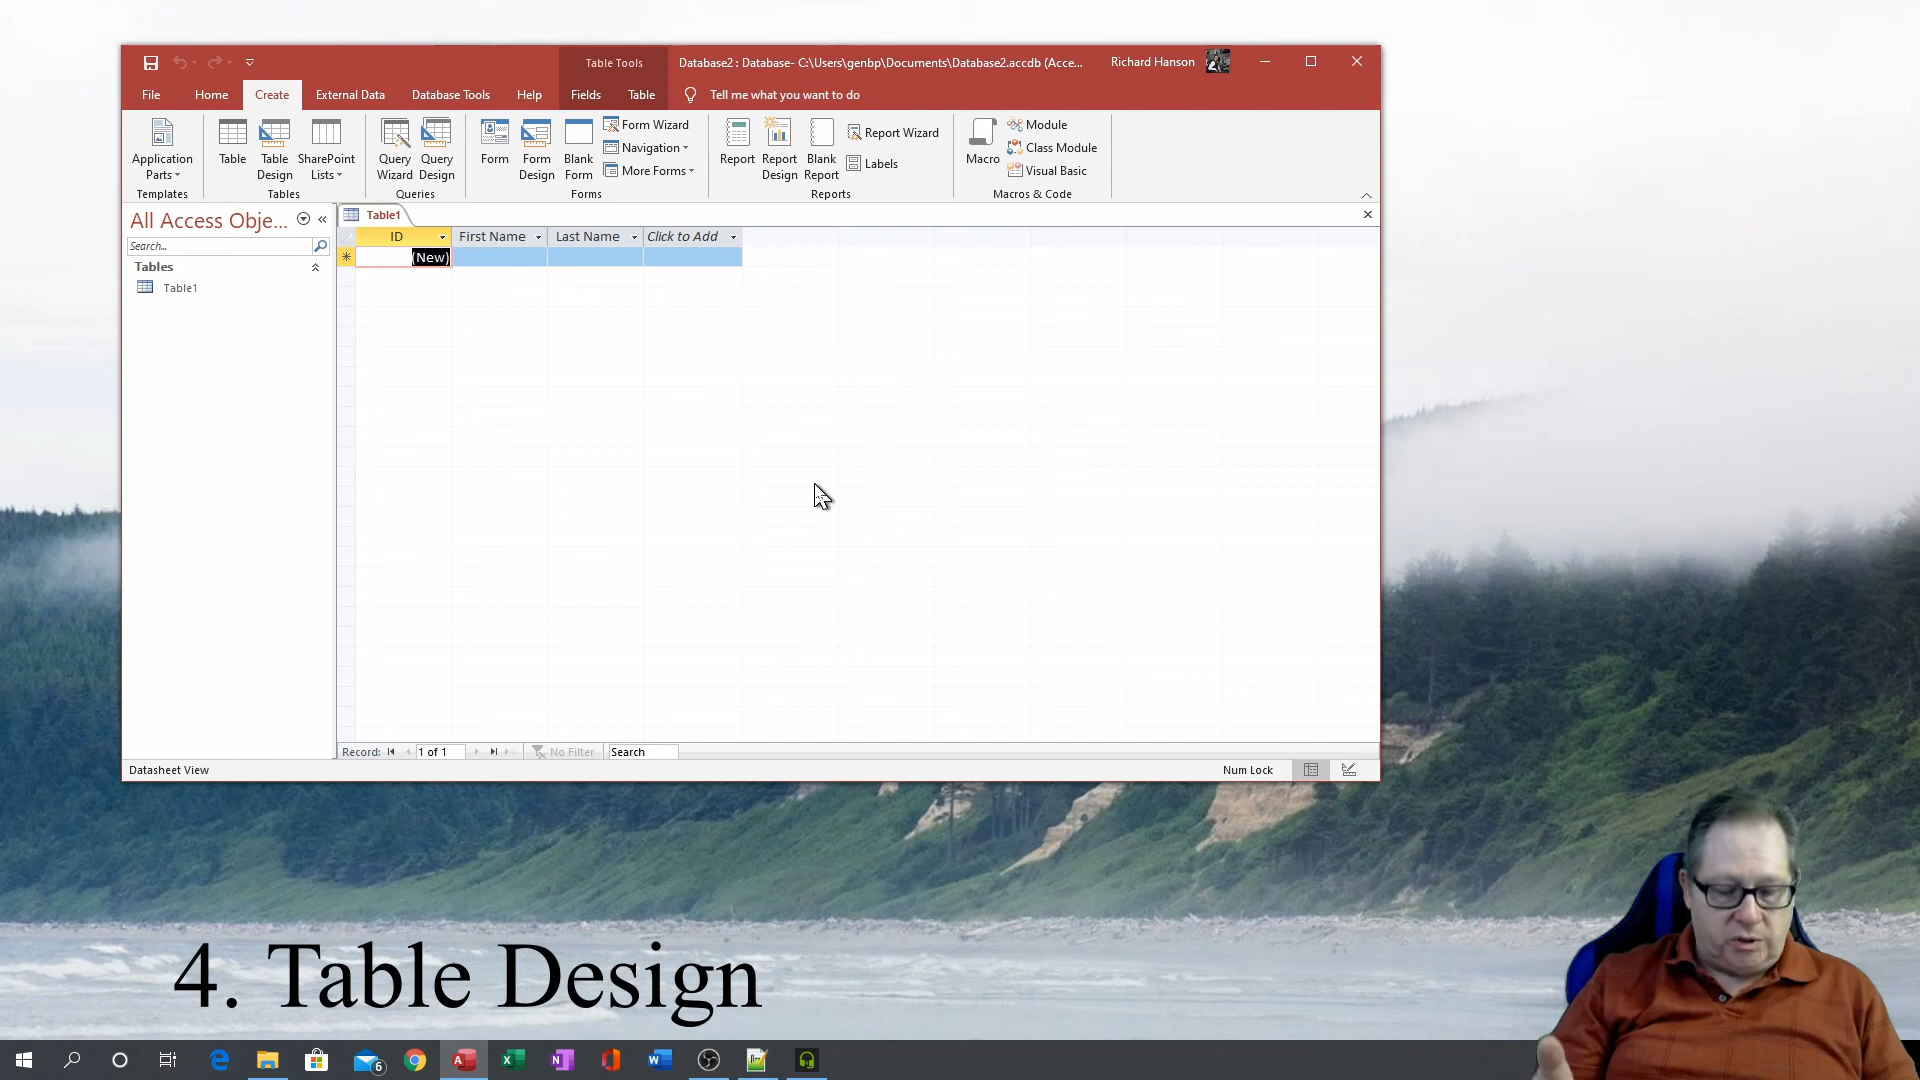 Table Tools
Database2 : Database- C:\Users\genbp\Documents\Database2.accdb (Acce...
Richard Hanson
File
Home
Create
External Data
Database Tools
Help
Fields
Table
Tell me what you want to do
Application
Parts
Table
Table
Design
SharePoint
Lists
Query
Wizard
Query
Design
Form
Form
Design
Blank
Form
Form Wizard
Navigation
More Forms
Report
Report
Design
Blank
Report
Report Wizard
Labels
Macro
Module
Class Module
Visual Basic
Templates
Tables
Queries
Forms
Reports
Macros & Code
All Access Obje...
Search...
Tables
Table1
Table1
ID
First Name
Last Name
Click to Add
(New)
Record:
1 of 1
No Filter
Search
Datasheet View
Num Lock
4. Table Design
6